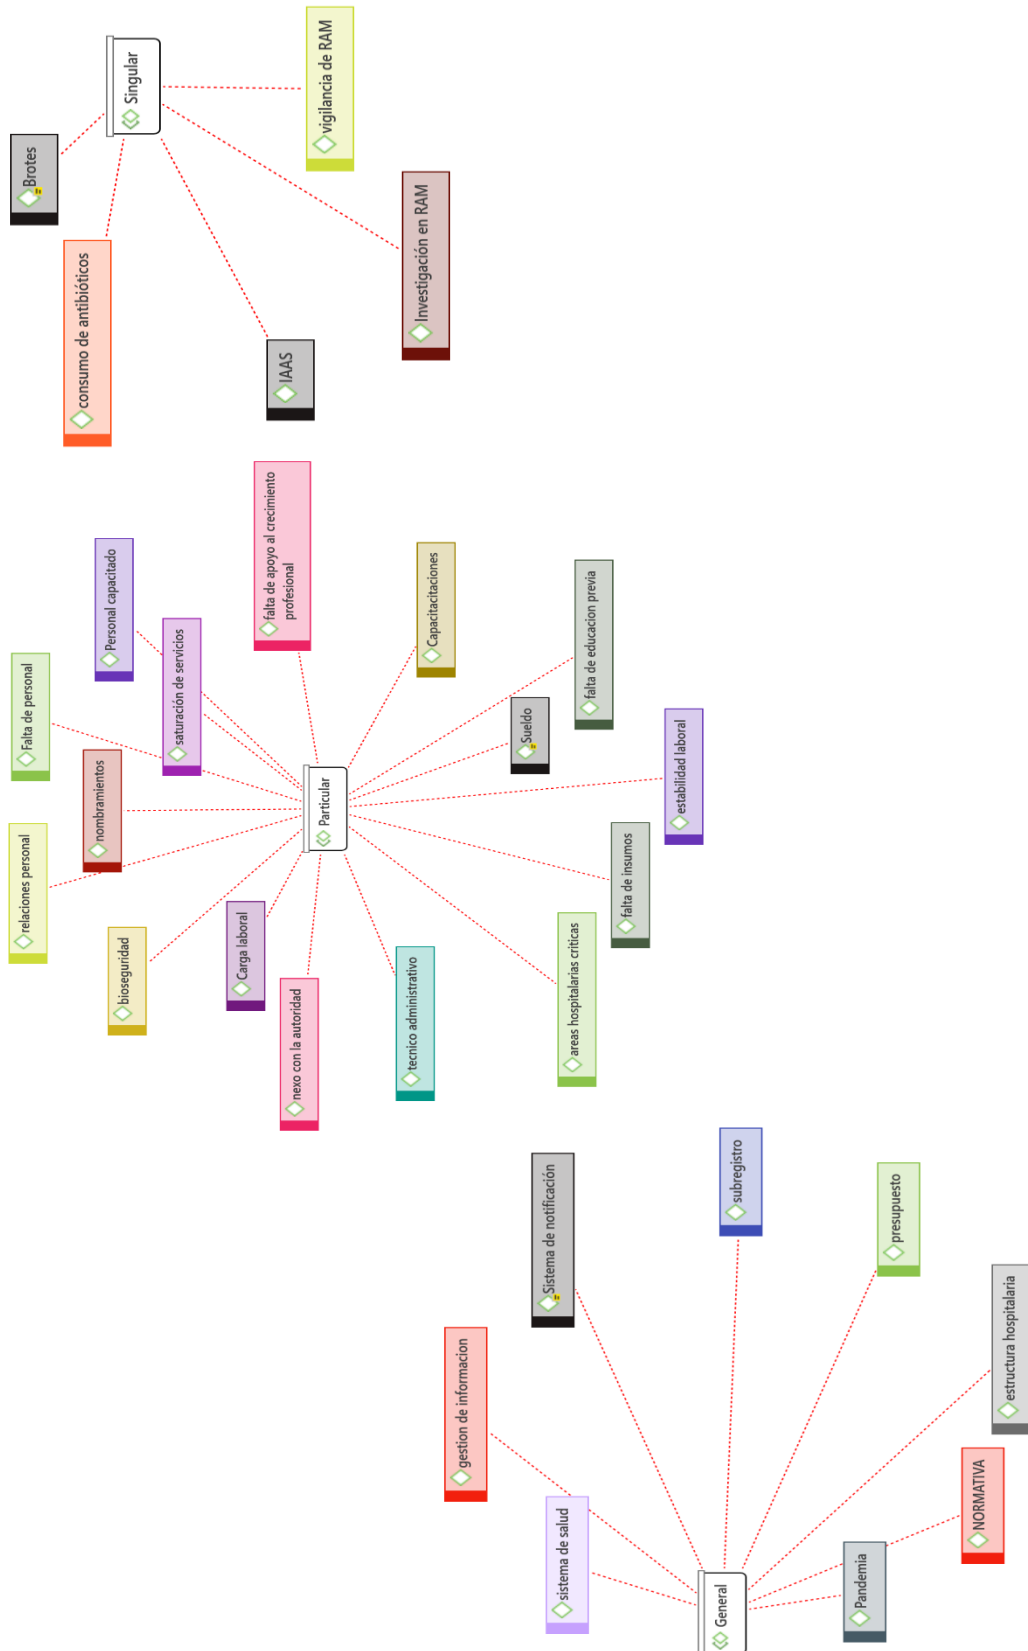 Singular
Brotes
consumo de antibióticos
IAAS
Investigación en RAM
vigilancia de RAM
Particular
relaciones personal
Falta de personal
nombramientos
Personal capacitado
saturación de servicios
falta de apoyo al crecimiento
profesional
Capacitacitaciones
falta de educacion previa
Sueldo
estabilidad laboral
falta de insumos
areas hospitalarias criticas
tecnico administrativo
nexo con la autoridad
Carga laboral
bioseguridad
General
sistema de salud
gestion de informacion
Sistema de notificación
subregistro
presupuesto
estructura hospitalaria
NORMATIVA
Pandemia